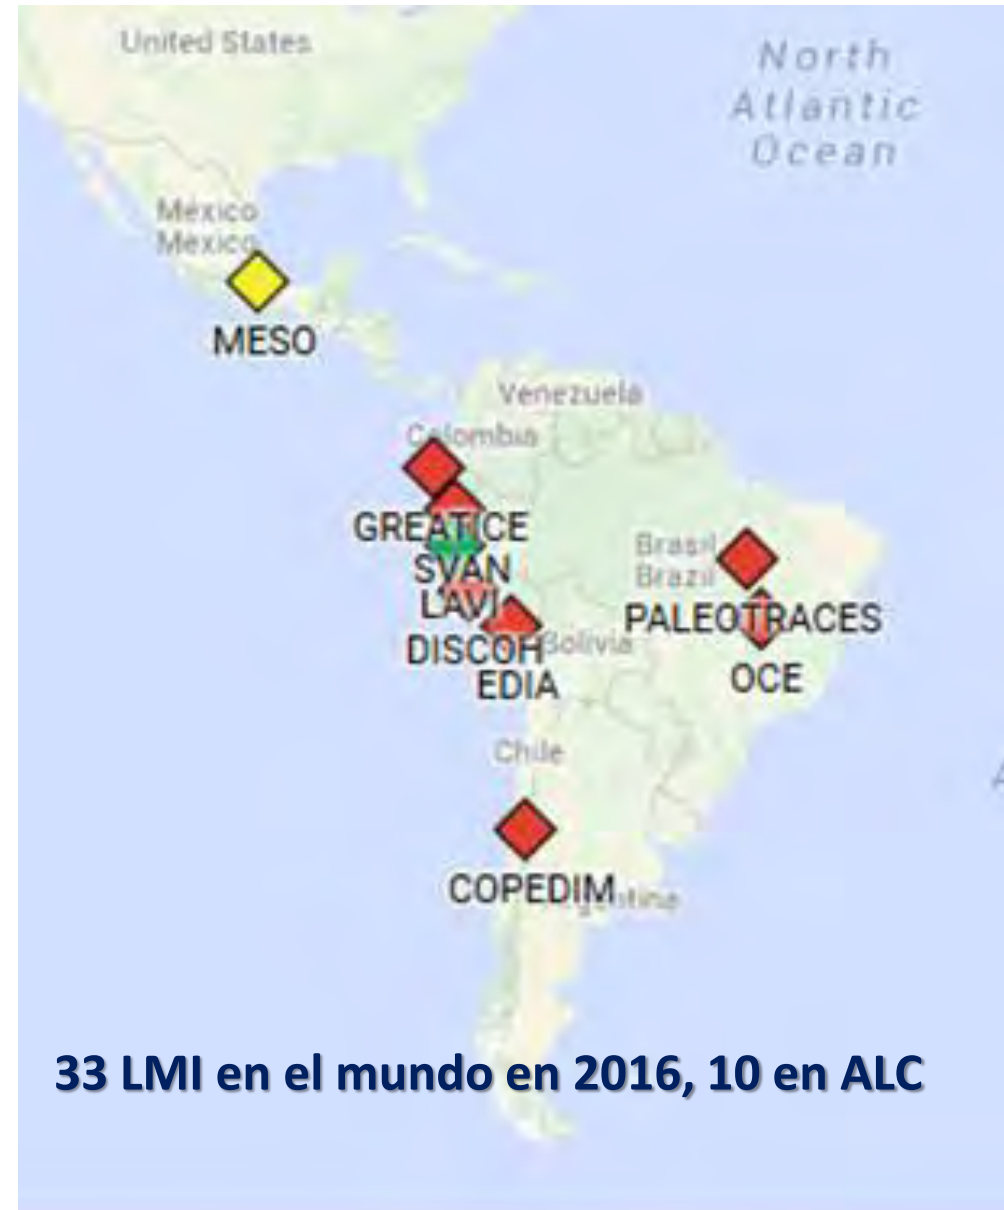 United States
North
Atlantic
Ocean
México
Mexico
MESO
Venezuela
Colombia
GREATICE
SVAN
LAVI
Brasil
Brazil
PALEOTRACES
DISCOH
Bolivia
EDIA
OCE
Chile
COPEDIM
33 LMI en el mundo en 2016, 10 en ALC